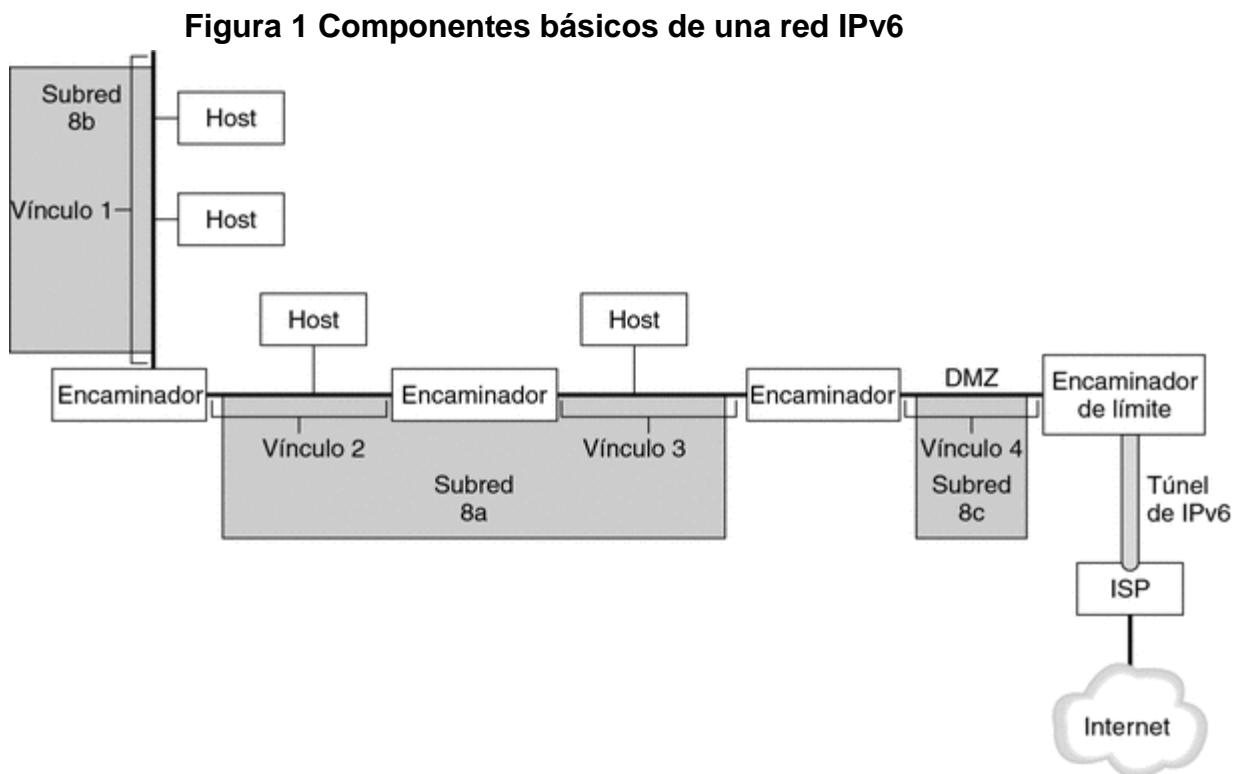 Figura 1 Componentes básicos de una red IPv6
Subred
8b
Host
Vínculo 1
Host
Host
Host
Encaminador
Encaminador
Encaminador
DMZ
Encaminador
de límite
Vínculo 2
Vínculo 3
Vínculo 4
Subred
8a
Subred
8c
Túnel
de IPv6
ISP
Internet